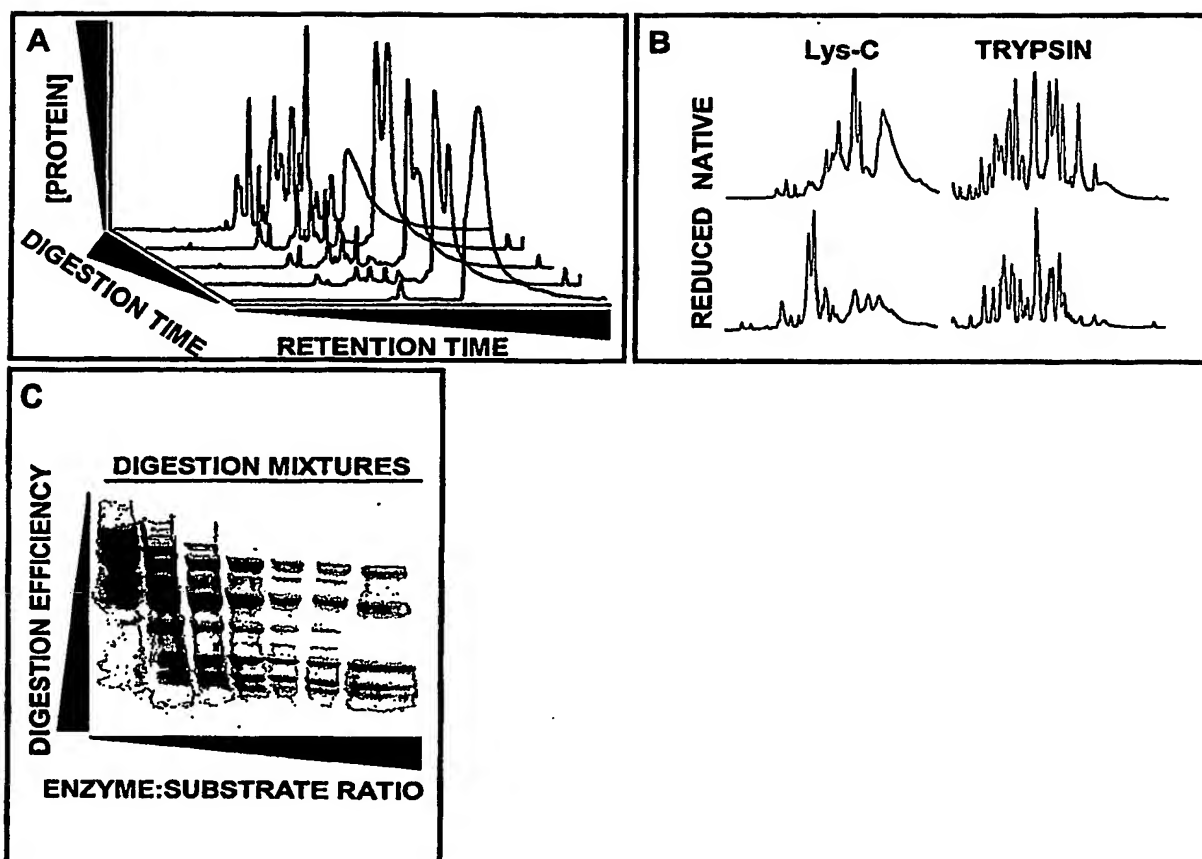 A
[PROTEIN]
DIGESTION TIME
RETENTION TIME
B
Lys-C
TRYPSIN
NATIVE
REDUCED
C
DIGESTION MIXTURES
DIGESTION EFFICIENCY
ENZYME:SUBSTRATE RATIO